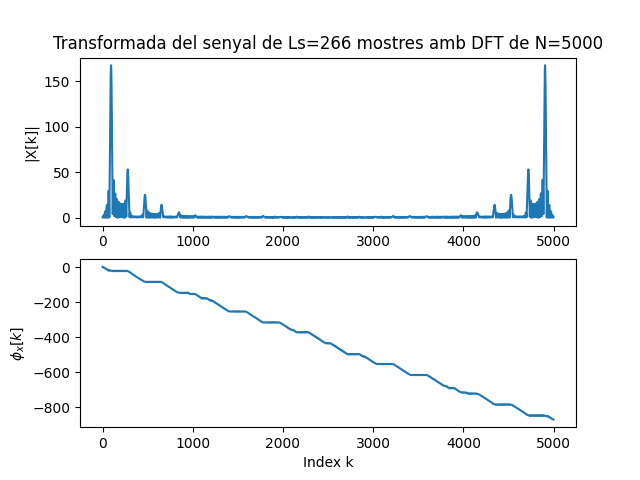 Transformada del senyal de Ls=266 mostres amb DFT de N=5000
150
100
50
0
|X[k]|
0 1000 2000 3000 4000 5000
0
−200
−400
−600
−800
ϕx[k]
0 1000 2000 3000 4000 5000
Index k